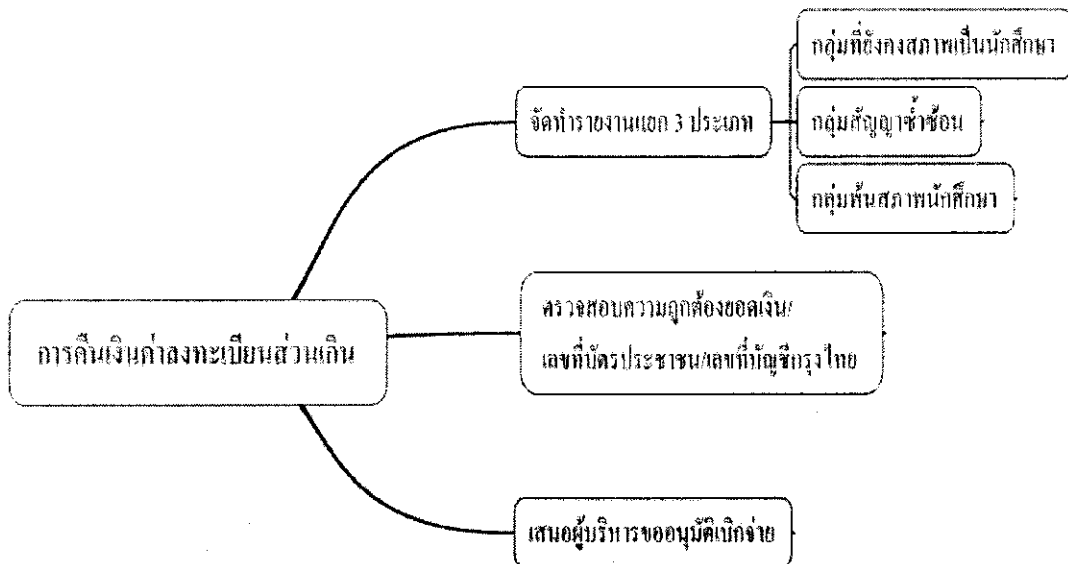 การคืนเงินค่าลงทะเบียนส่วนเกิน
จัดทำรายงานแยก 3 ประเภท
กลุ่มที่ยังคงสภาพเป็นนักศึกษา
กลุ่มสัญญาซ้ำซ้อน
กลุ่มพ้นสภาพนักศึกษา
ตรวจสอบความถูกต้องยอดเงิน/
เลขที่บัตรประชาชน/เลขที่บัญชีกรุงไทย
เสนอผู้บริหารขออนุมัติเบิกจ่าย